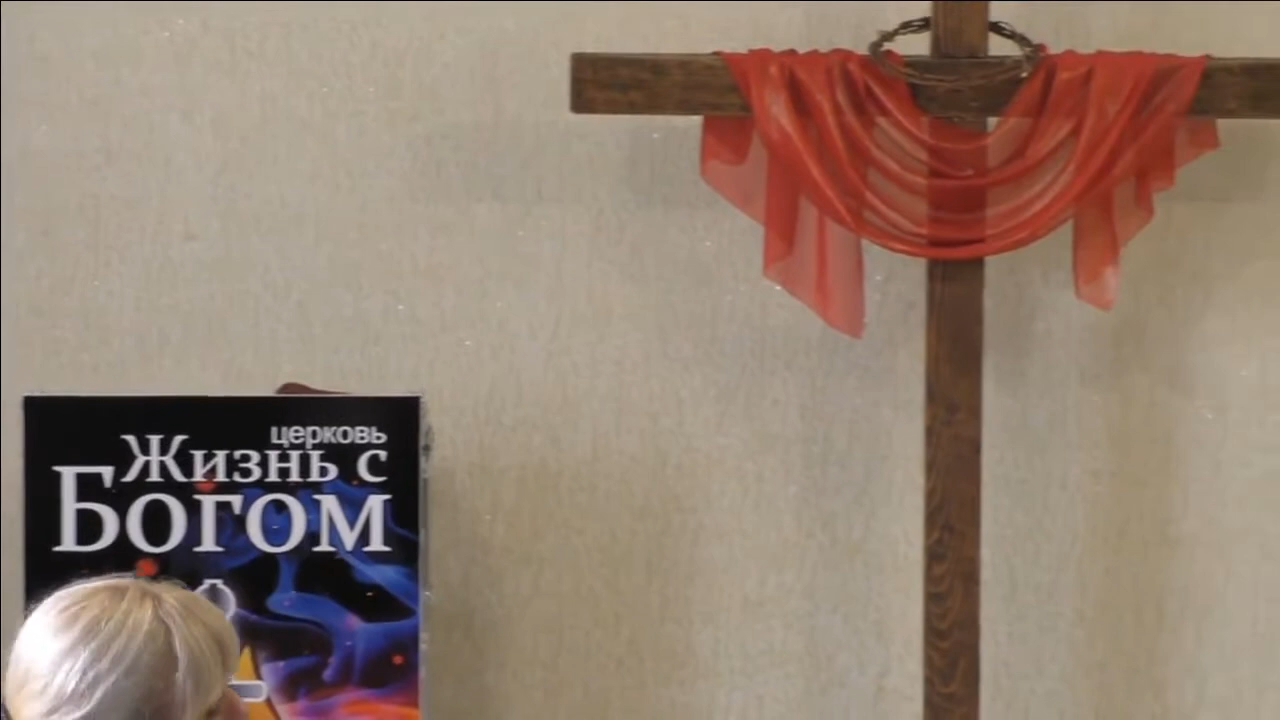 церковь
Жизнь с
Богом